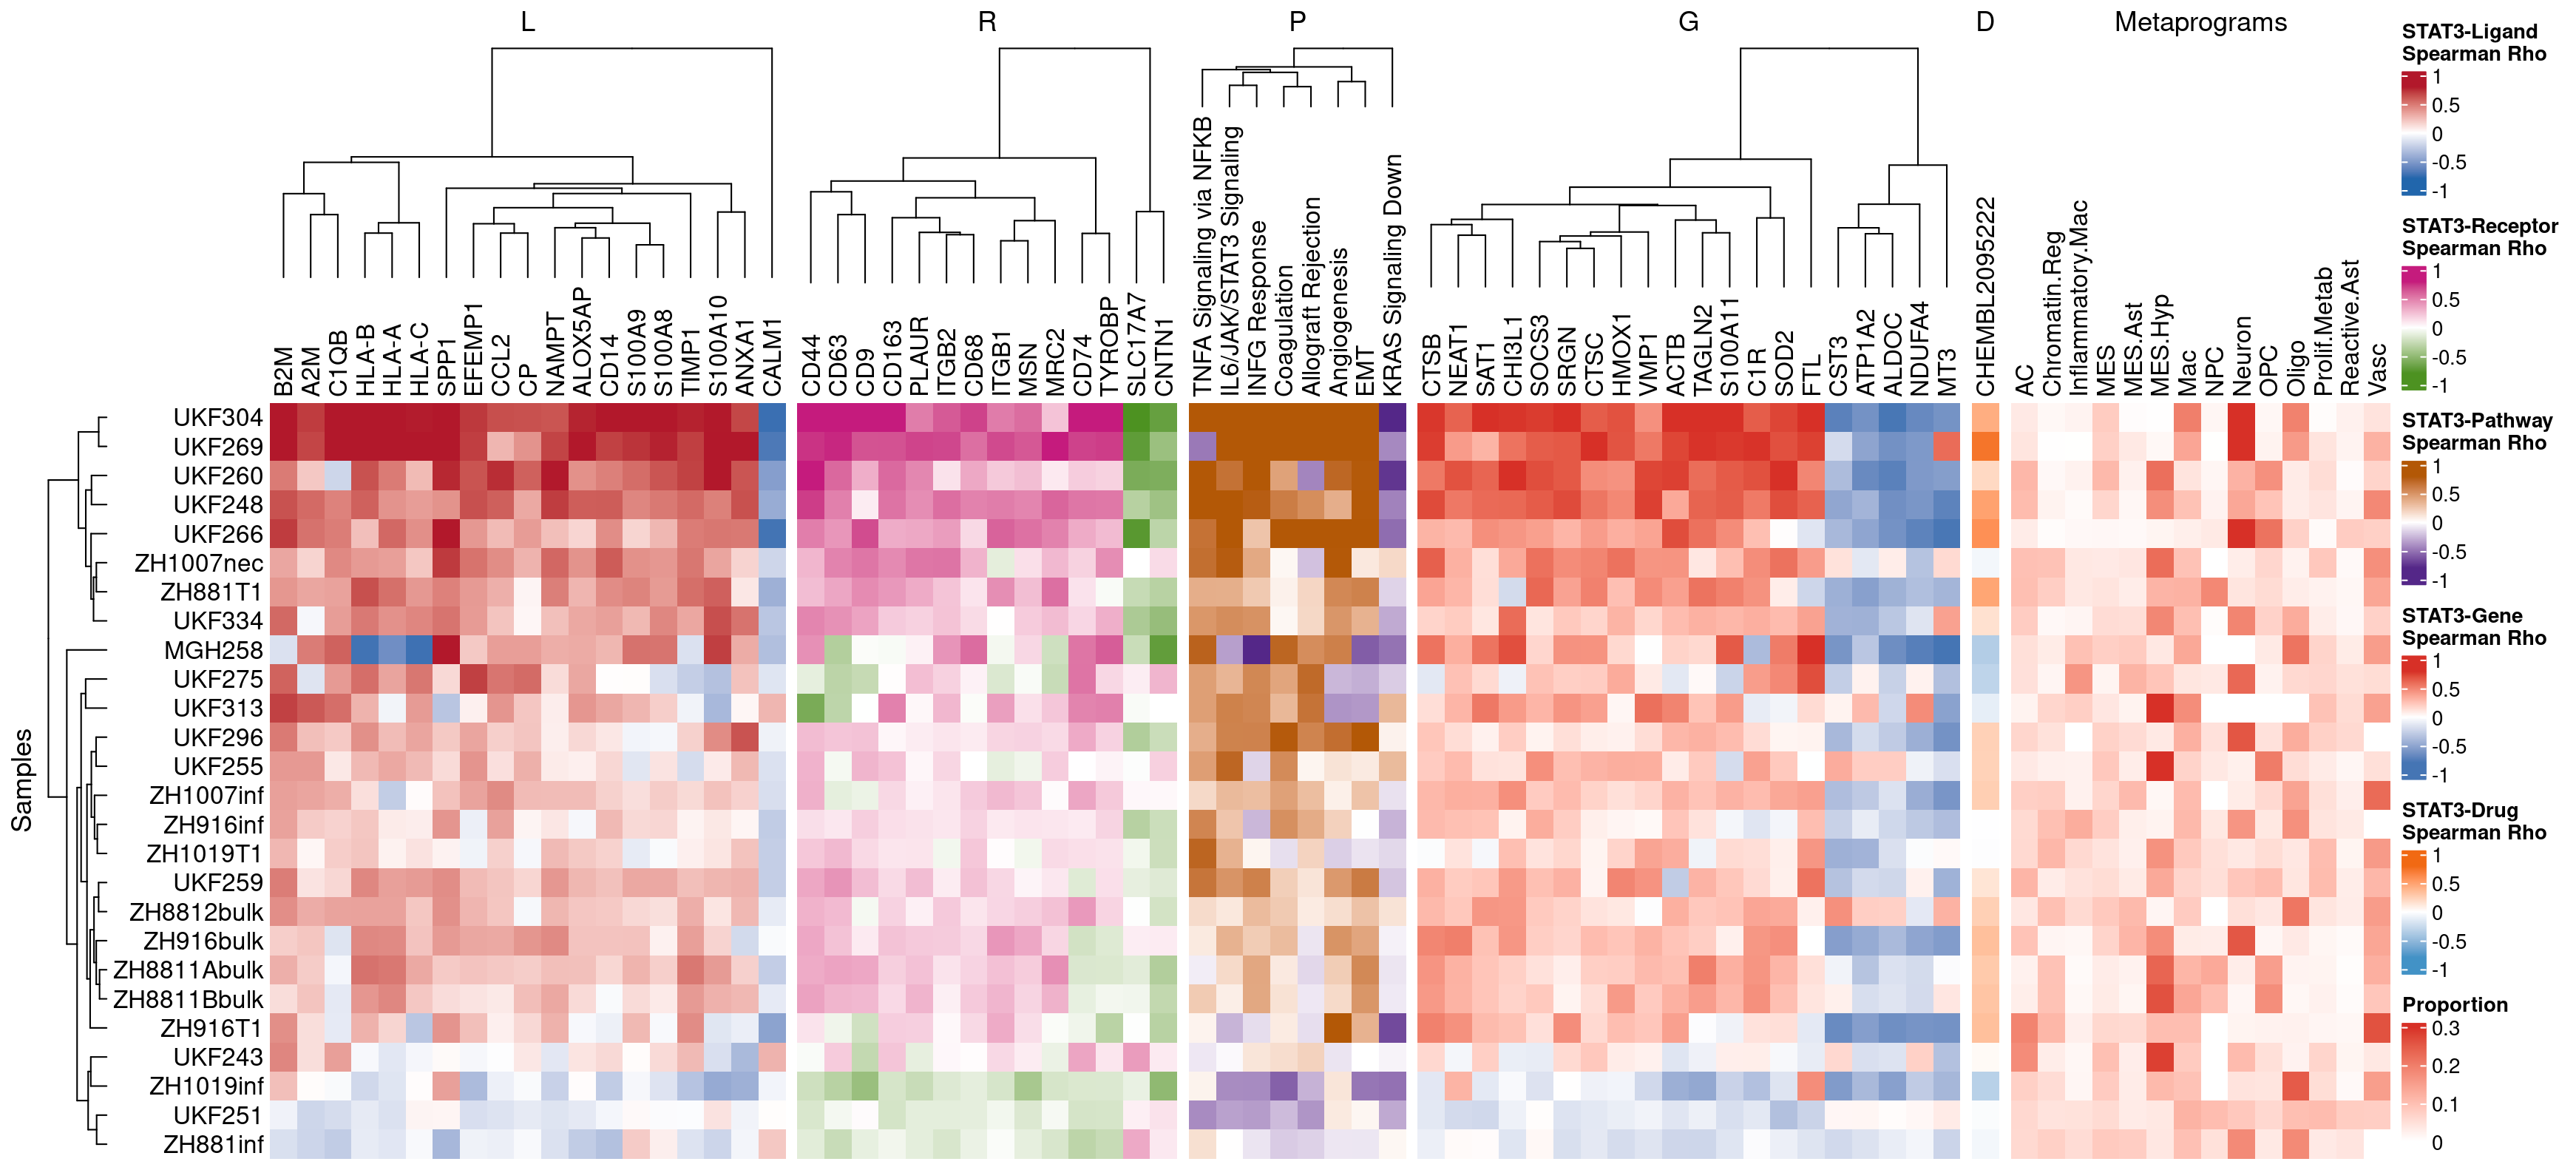 L R P G D Metaprograms
TNFA Signaling via NFKB
IL6/JAK/STAT3 Signaling
INFG Response
Coagulation
Allograft Rejection
Angiogenesis
EMT
KRAS Signaling Down
B2M
A2M
C1QB
HLA-B
HLA-A
HLA-C
SPP1
EFEMP1
CCL2
CP
NAMPT
ALOX5AP
CD14
S100A9
S100A8
TIMP1
S100A10
ANXA1
CALM1
CD44
CD63
CD9
CD163
PLAUR
ITGB2
CD68
ITGB1
MSN
MRC2
CD74
TYROBP
SLC17A7
CNTN1
CTSB
NEAT1
SAT1
CHI3L1
SOCS3
SRGN
CTSC
HMOX1
VMP1
ACTB
TAGLN2
S100A11
C1R
SOD2
FTL
CST3
ATP1A2
ALDOC
NDUFA4
MT3
CHEMBL2095222
AC
Chromatin.Reg
Inflammatory.Mac
MES
MES.Ast
MES.Hyp
Mac
NPC
Neuron
OPC
Oligo
Prolif.Metab
Reactive.Ast
Vasc
Samples
UKF304
UKF269
UKF260
UKF248
UKF266
ZH1007nec
ZH881T1
UKF334
MGH258
UKF275
UKF313
UKF296
UKF255
ZH1007inf
ZH916inf
ZH1019T1
UKF259
ZH8812bulk
ZH916bulk
ZH8811Abulk
ZH8811Bbulk
ZH916T1
UKF243
ZH1019inf
UKF251
ZH881inf
STAT3-Ligand
Spearman Rho
1
0.5
0
-0.5
-1
STAT3-Receptor
Spearman Rho
1
0.5
0
-0.5
-1
STAT3-Pathway
Spearman Rho
1
0.5
0
-0.5
-1
STAT3-Gene
Spearman Rho
1
0.5
0
-0.5
-1
STAT3-Drug
Spearman Rho
1
0.5
0
-0.5
-1
Proportion
0.3
0.2
0.1
0